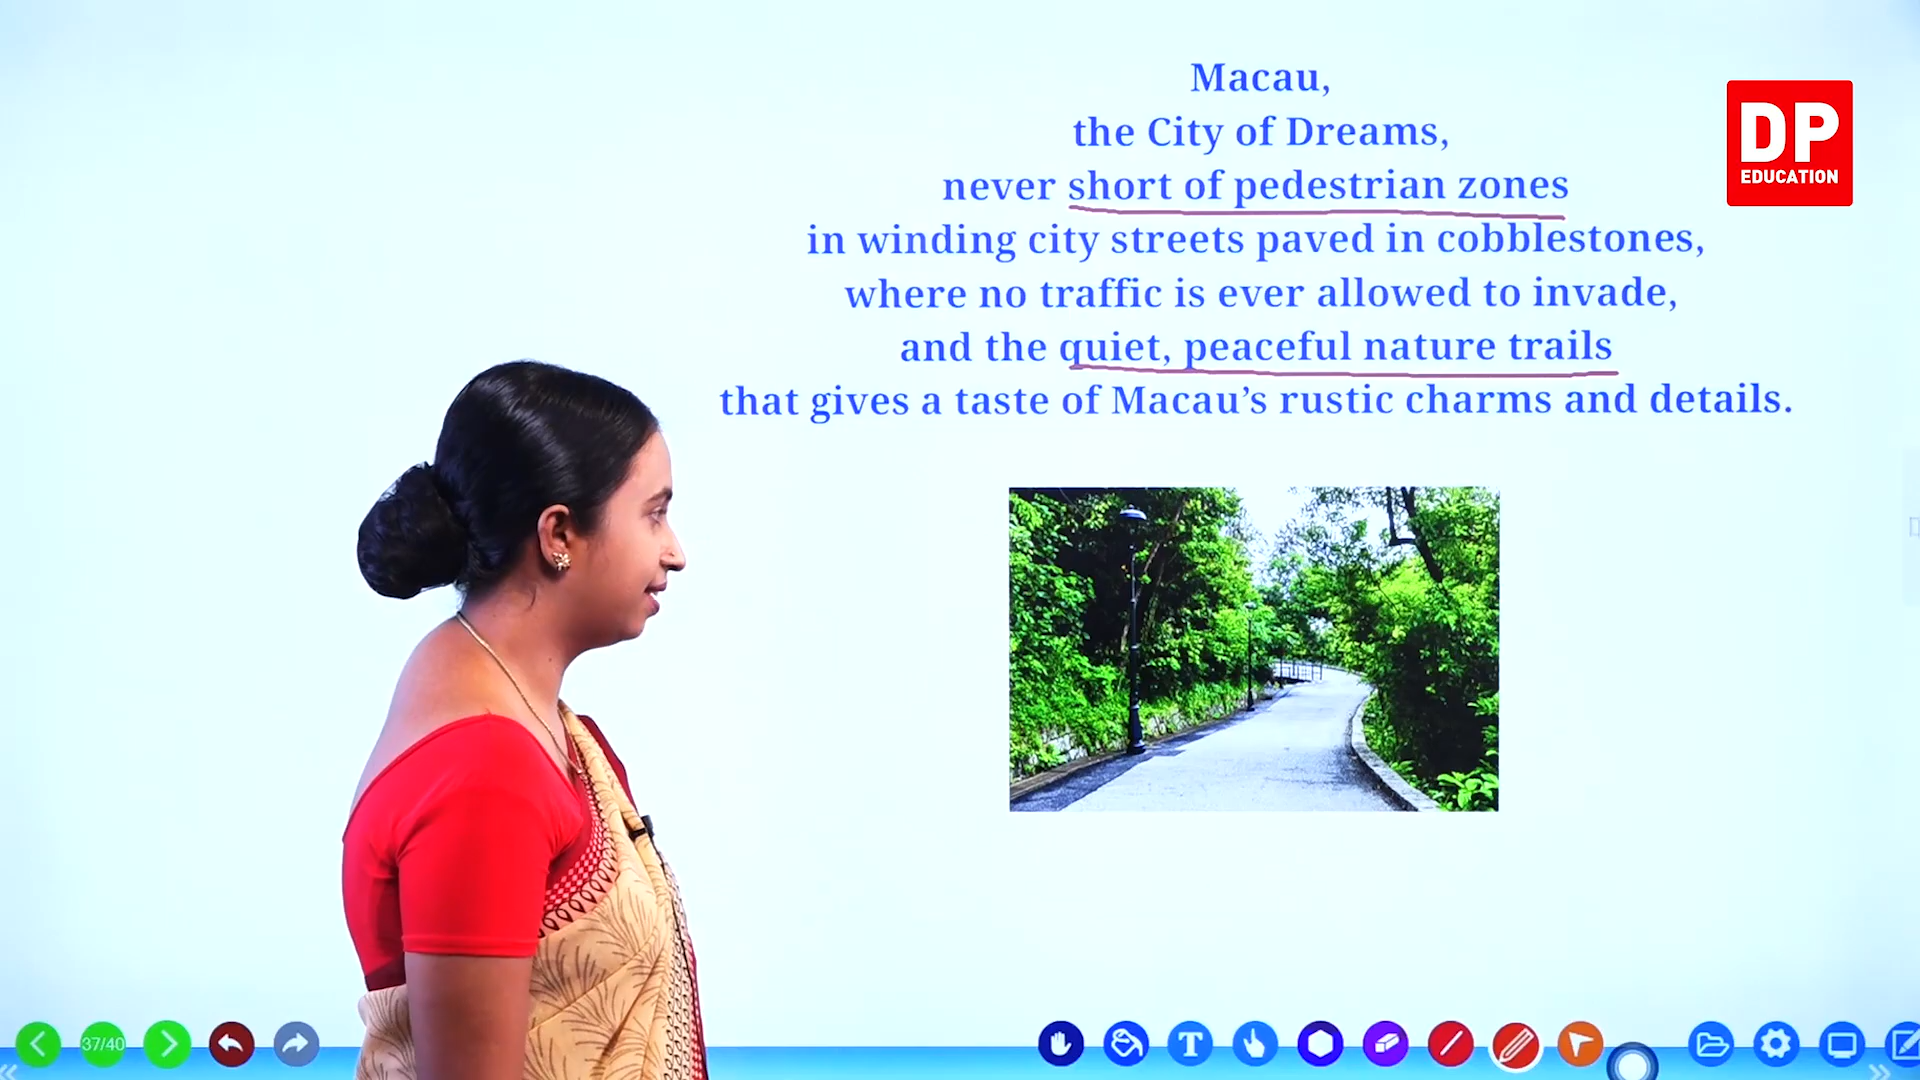 Macau,
the City of Dreams,
never short of pedestrian zones
in winding city streets paved in cobblestones,
where no traffic is ever allowed to invade,
and the quiet, peaceful nature trails
that gives a taste of Macau’s rustic charms and details.
DP
EDUCATION
37/40
T